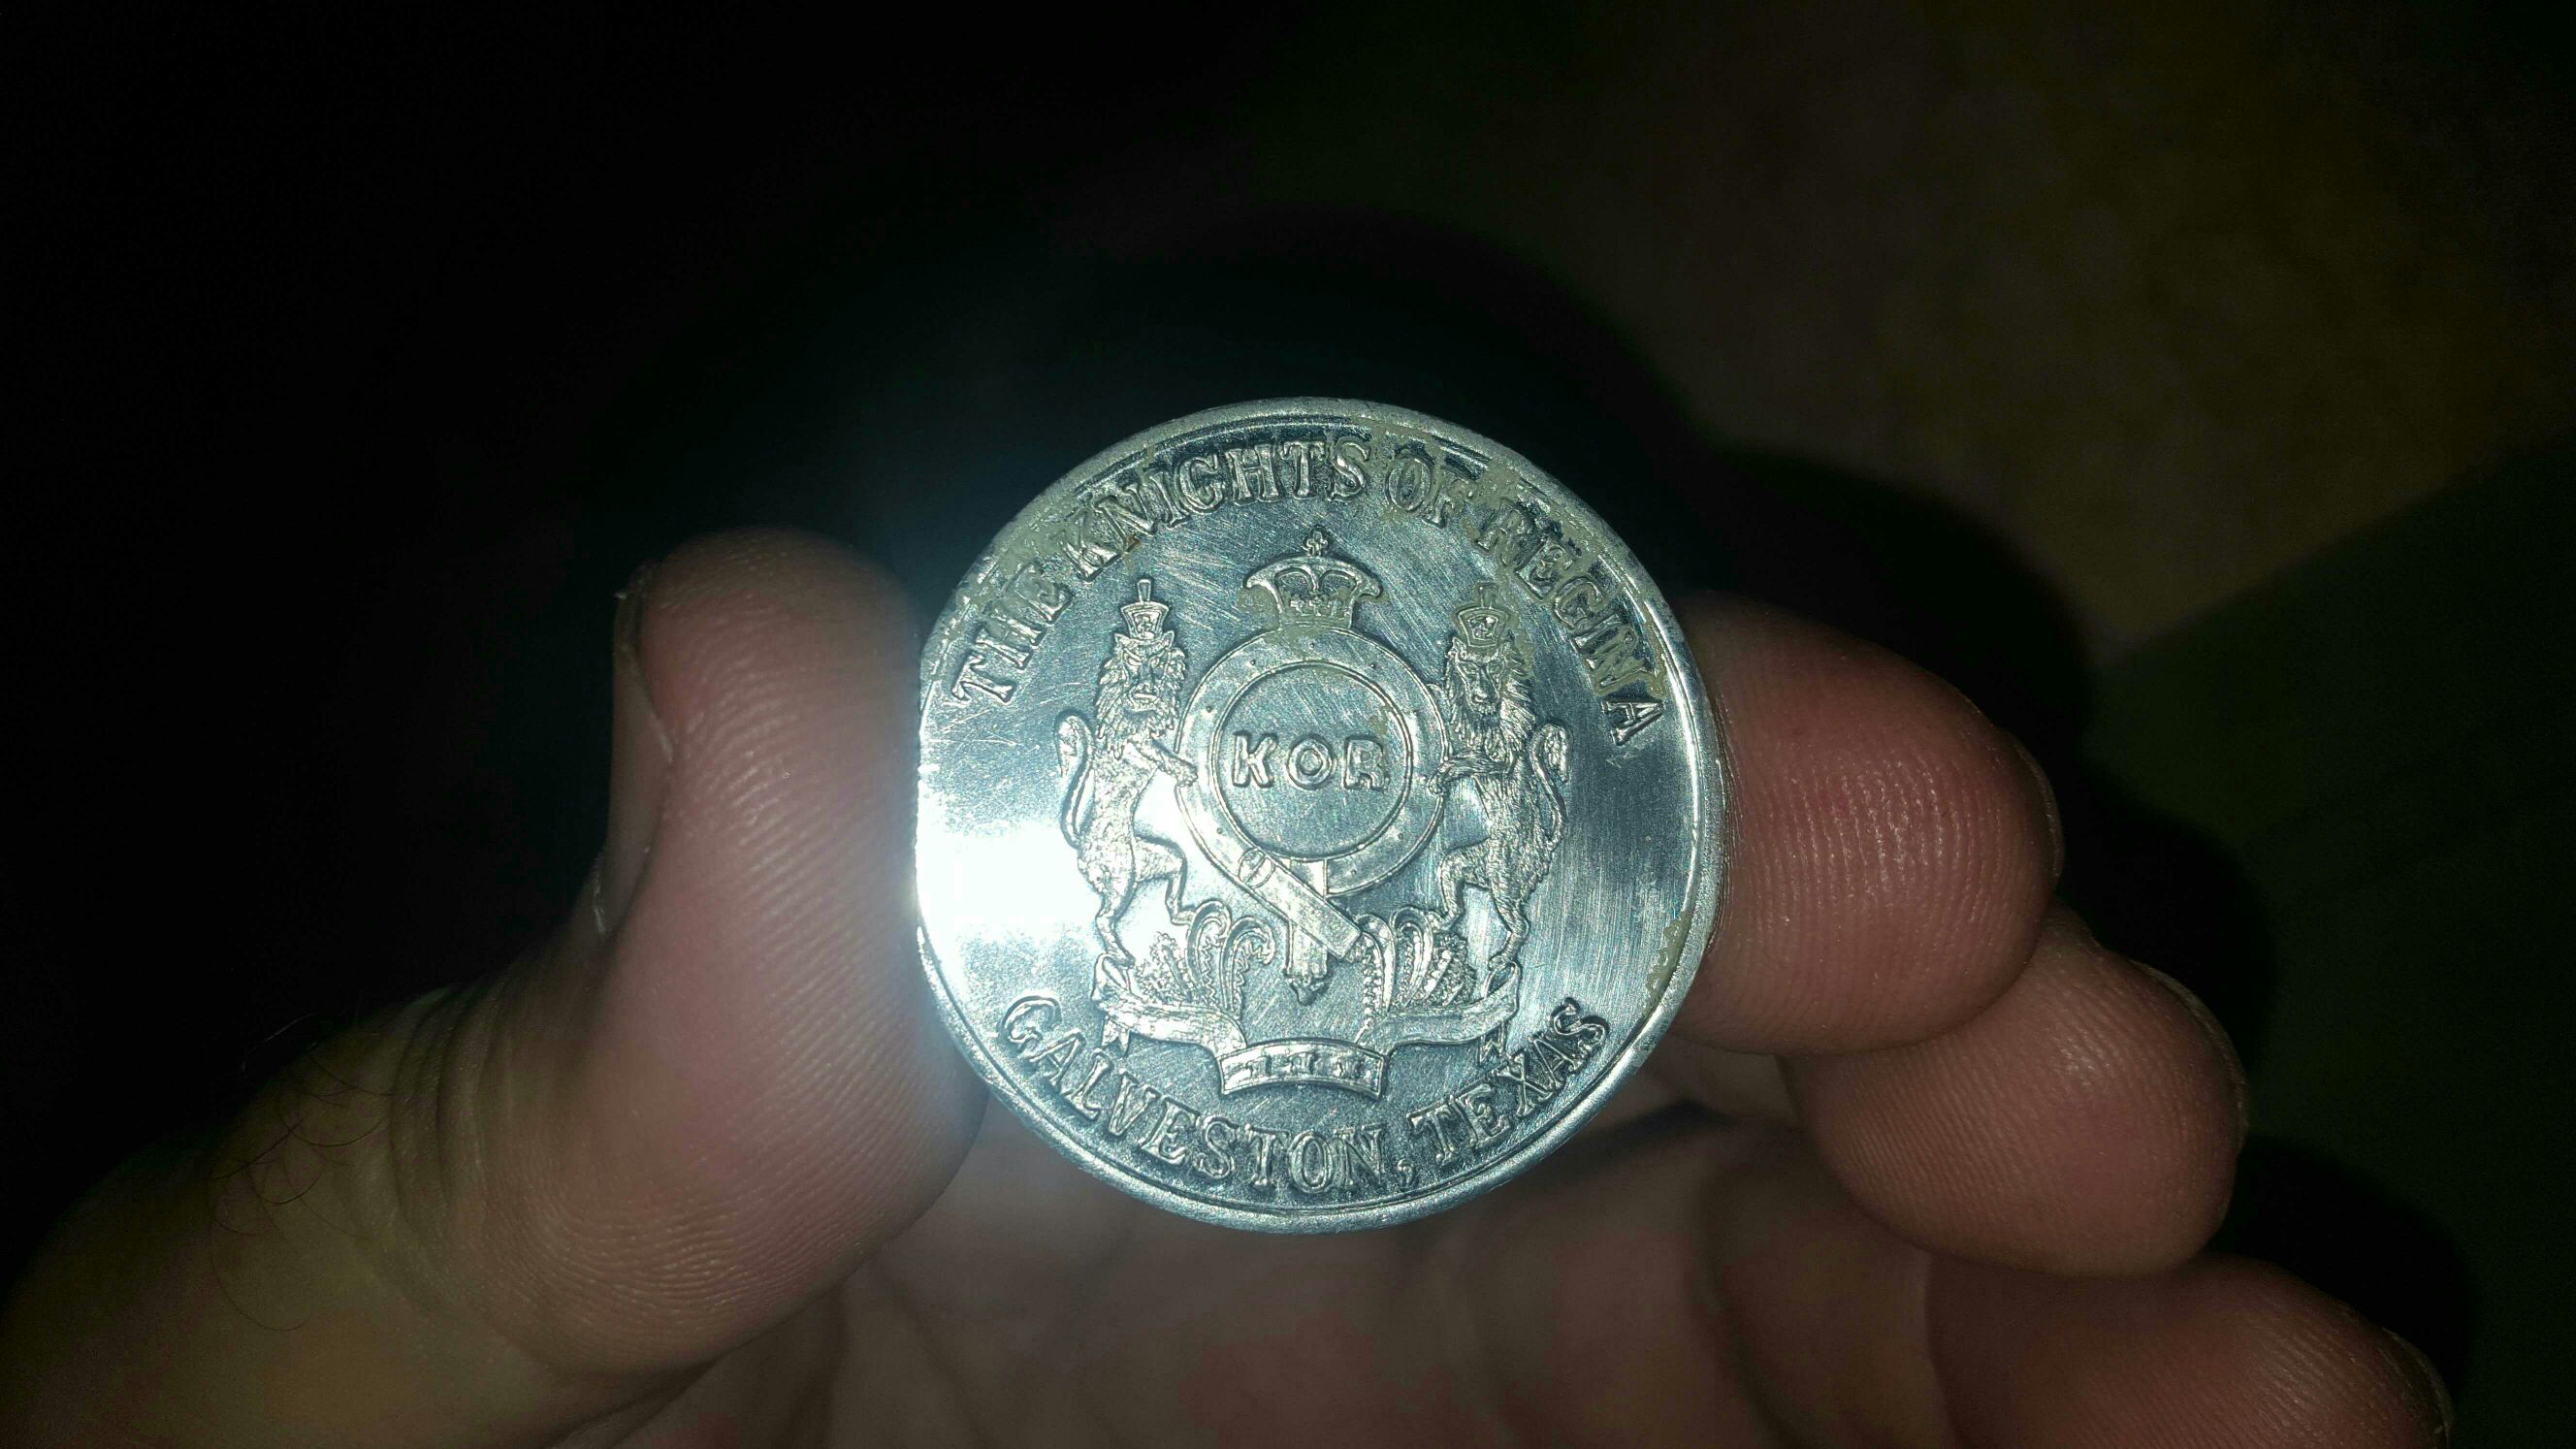 THE KNIGHTS OF REGINA
KOR
GALVESTON, TEXAS